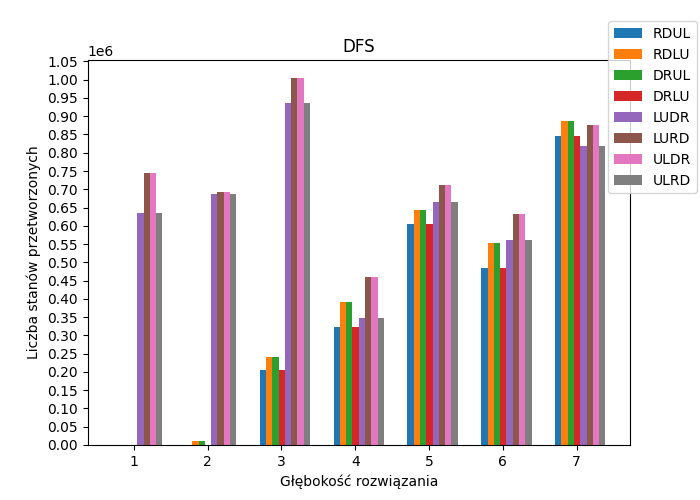 DFS
1e6
1.05
1.00
0.95
0.90
0.85
0.80
0.75
0.70
0.65
0.60
0.55
0.50
0.45
0.40
0.35
0.30
0.25
0.20
0.15
0.10
0.05
0.00
Liczba stanów przetworzonych
1 2 3 4 5 6 7
Głębokość rozwiązania
RDUL
RDLU
DRUL
DRLU
LUDR
LURD
ULDR
ULRD